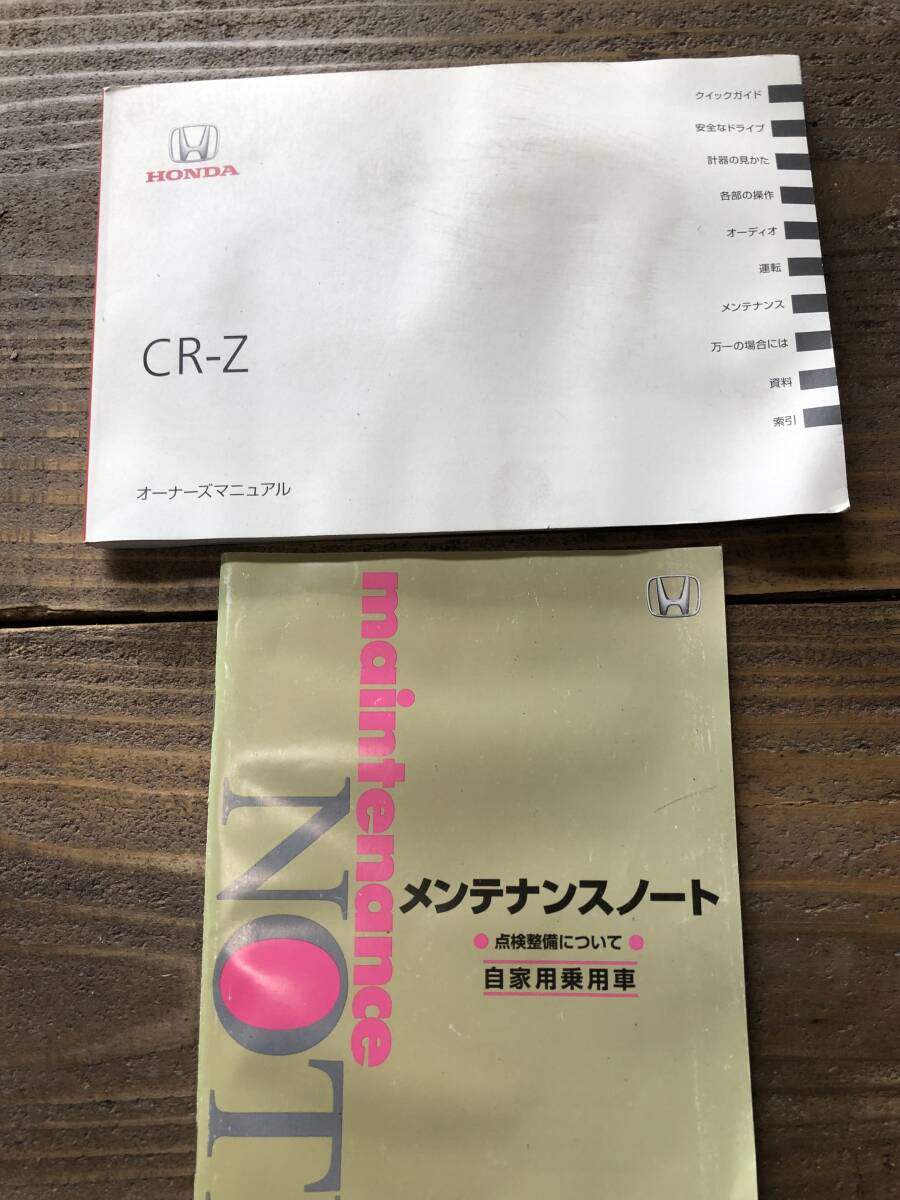 HONDA
CR-Z
オーナーズマニュアル
クイックガイド
安全なドライブ
計器の見かた
各部の操作
オーディオ
運転
メンテナンス
万一の場合には
資料
索引
maintenance
NOT
メンテナンスノート
● 点検整備について ●
自家用乗用車